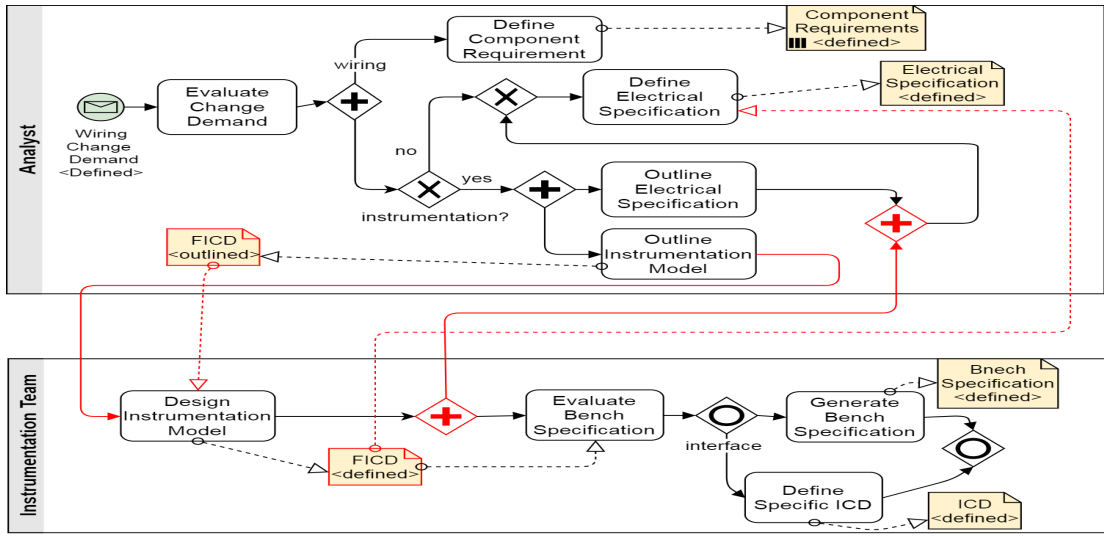 Analyst
Define
Component
Requirement
Component
Requirements
<defined>
wiring
Evaluate
Change
Demand
Define
Electrical
Specification
Electrical
Specification
<defined>
Wiring
Change
Demand
<Defined>
no
yes
instrumentation?
Outline
Electrical
Specification
Outline
Instrumentation
Model
FICD
<outlined>
Instrumentation Team
Design
Instrumentation
Model
FICD
<defined>
Evaluate
Bench
Specification
interface
Generate
Bench
Specification
Bnech
Specification
<defined>
Define
Specific ICD
ICD
<defined>